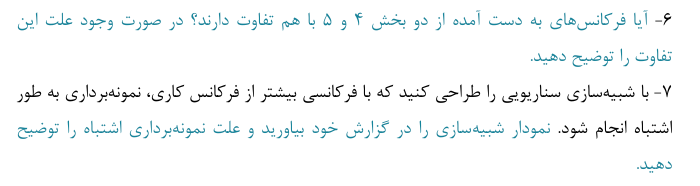 ۶- آیا فرکانس‌های به دست آمده از دو بخش ۴ و ۵ با هم تفاوت دارند؟ در صورت وجود علت این
تفاوت را توضیح دهید.
۷- با شبیه‌سازی سناریویی را طراحی کنید که با فرکانسی بیشتر از فرکانس کاری، نمونه‌برداری به طور
اشتباه انجام شود. نمودار شبیه‌سازی را در گزارش خود بیاورید و علت نمونه‌برداری اشتباه را توضیح
دهید.